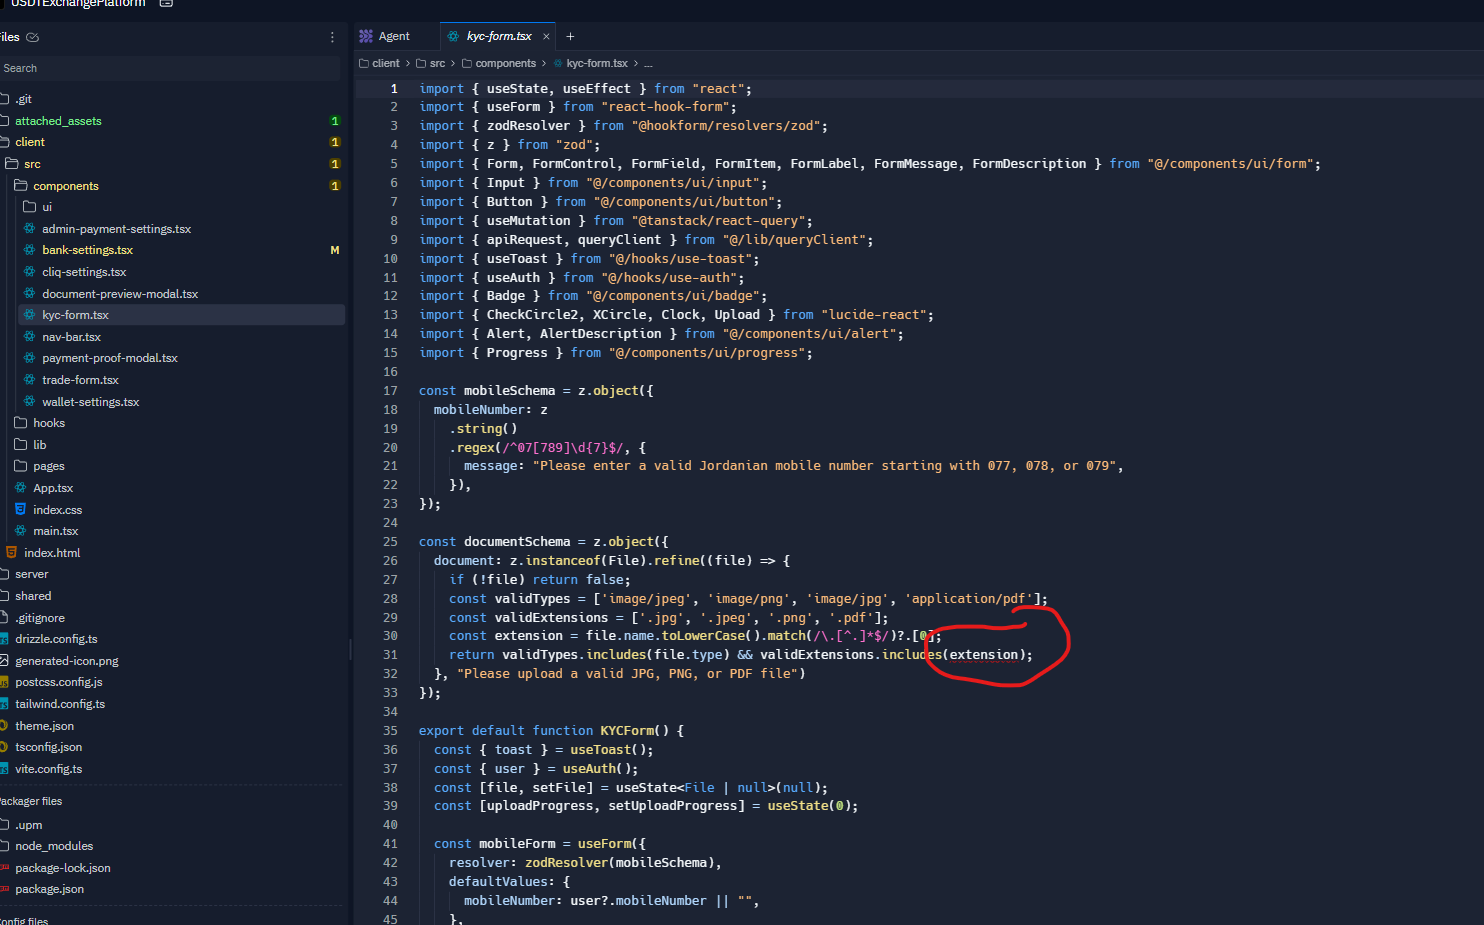 USDTExchangePlatform
Files
Search
.git
attached_assets 1
client 1
src 1
components 1
ui
admin-payment-settings.tsx
bank-settings.tsx M
cliq-settings.tsx
document-preview-modal.tsx
kyc-form.tsx
nav-bar.tsx
payment-proof-modal.tsx
trade-form.tsx
wallet-settings.tsx
hooks
lib
pages
App.tsx
index.css
main.tsx
index.html
server
shared
.gitignore
drizzle.config.ts
generated-icon.png
postcss.config.js
tailwind.config.ts
theme.json
tsconfig.json
vite.config.ts
Packager files
.upm
node_modules
package-lock.json
package.json
Config files
Agent kyc-form.tsx × +
client > src > components > kyc-form.tsx > ...
1 import { useState, useEffect } from "react";
2 import { useForm } from "react-hook-form";
3 import { zodResolver } from "@hookform/resolvers/zod";
4 import { z } from "zod";
5 import { Form, FormControl, FormField, FormItem, FormLabel, FormMessage, FormDescription } from "@/components/ui/form";
6 import { Input } from "@/components/ui/input";
7 import { Button } from "@/components/ui/button";
8 import { useMutation } from "@tanstack/react-query";
9 import { apiRequest, queryClient } from "@/lib/queryClient";
10 import { useToast } from "@/hooks/use-toast";
11 import { useAuth } from "@/hooks/use-auth";
12 import { Badge } from "@/components/ui/badge";
13 import { CheckCircle2, XCircle, Clock, Upload } from "lucide-react";
14 import { Alert, AlertDescription } from "@/components/ui/alert";
15 import { Progress } from "@/components/ui/progress";
16
17 const mobileSchema = z.object({
18 mobileNumber: z
19 .string()
20 .regex(/^07[789]\d{7}$/, {
21 message: "Please enter a valid Jordanian mobile number starting with 077, 078, or 079",
22 }),
23 });
24
25 const documentSchema = z.object({
26 document: z.instanceof(File).refine((file) => {
27 if (!file) return false;
28 const validTypes = ['image/jpeg', 'image/png', 'image/jpg', 'application/pdf'];
29 const validExtensions = ['.jpg', '.jpeg', '.png', '.pdf'];
30 const extension = file.name.toLowerCase().match(/\.[^.]*$/)?.[0];
31 return validTypes.includes(file.type) && validExtensions.includes(extension);
32 }, "Please upload a valid JPG, PNG, or PDF file")
33 });
34
35 export default function KYCForm() {
36 const { toast } = useToast();
37 const { user } = useAuth();
38 const [file, setFile] = useState<File | null>(null);
39 const [uploadProgress, setUploadProgress] = useState(0);
40
41 const mobileForm = useForm({
42 resolver: zodResolver(mobileSchema),
43 defaultValues: {
44 mobileNumber: user?.mobileNumber || "",
45 },